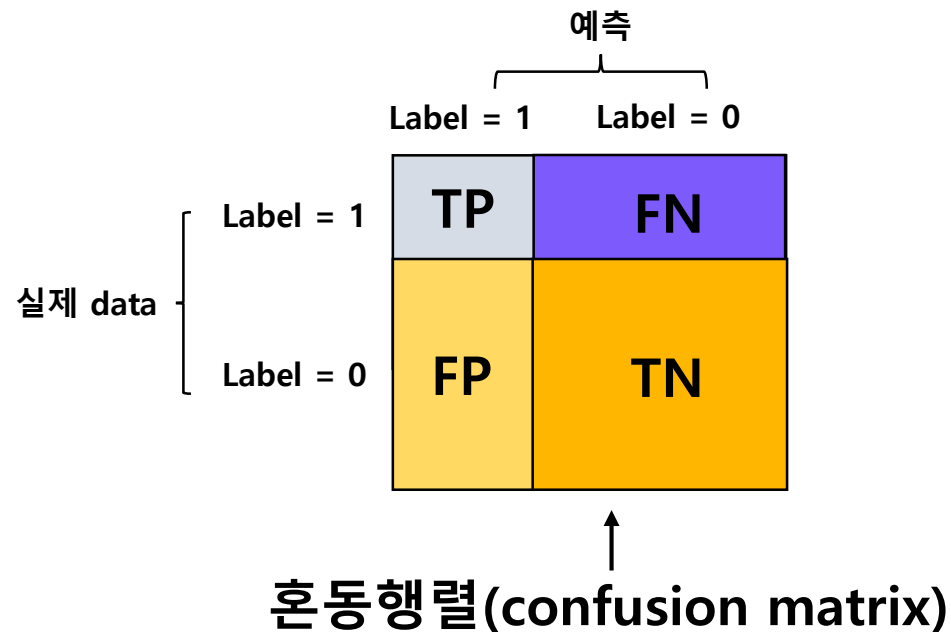 예측
Label = 1 Label = 0
TP FN
Label = 1
실제 data
Label = 0
FP TN
혼동행렬(confusion matrix)